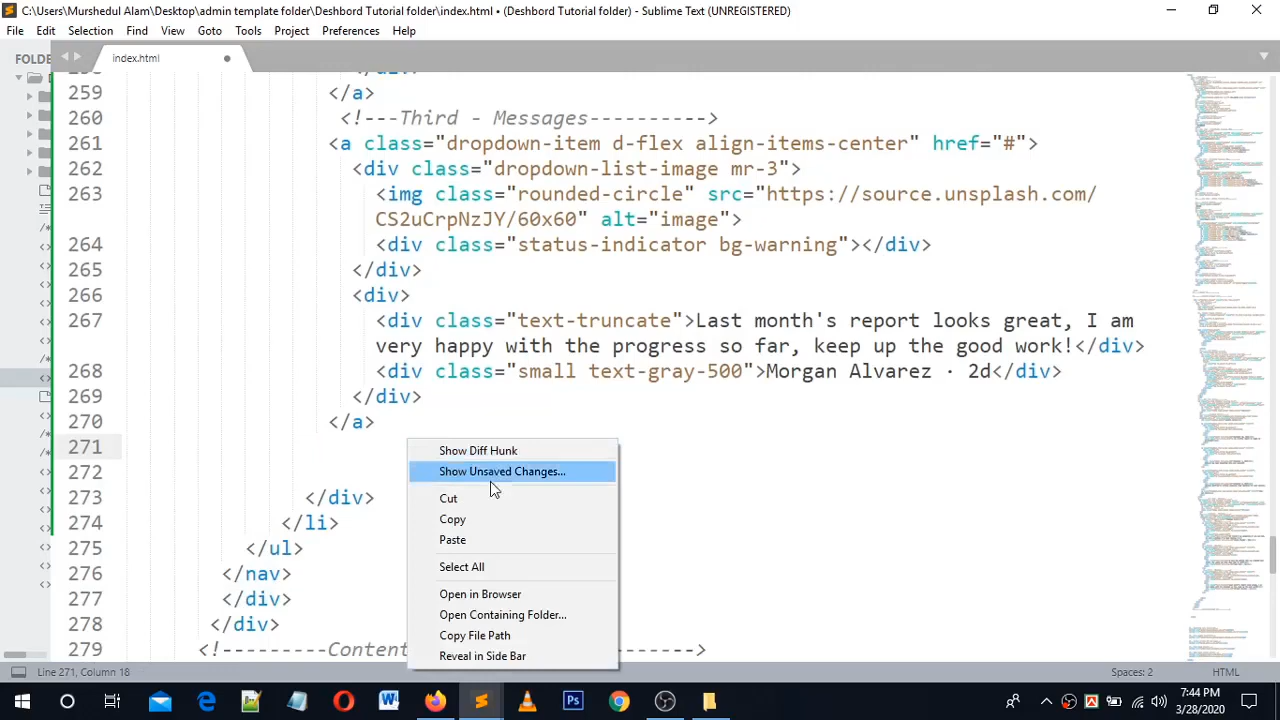 C:\Users\Murshedul Alam\Desktop\admin template folder\Deshbord Tutorial folder\index.html • (Deshbord Tutorial folder) - Sublime Text (UNREGISTERED)
File Edit Selection Find View Goto Tools Project Preferences Help
FOLDE
index.html
259 </a>
260 <!---Third Messages---------->
261 <a class="dropdown-item d-flex align-items-center" href="#">
262 <div class="dropdown-list-image mr-3">
263 <img class="rounded-circle" src="https://source.unsplash.com/
CS2uCrpNzJY/60x60" alt="image">
264 <div class="status-indicator bg-warning"></div>
265 </div>
266 <div>
267 <div class="text-truncate" Last month's report looks great, I am
very happy with the progress so far, keep up the good work!</div>
268 <div class="small text-gray-500">Morgan Alvarez · 2d</div>
269 </div>
270 </a>
271
272
273 </div>
274 </li>
275 </ul>
276 </nav>
277 </div>
278 </div>
279 <!---------Content
Show Unsaved Changes...
Cut
Copy
Paste
Select All
Open in Browser
Open Containing Folder...
Copy File Path
Reveal in Side Bar
Line 271, Column 18
Spaces: 2
HTML
7:44 PM
3/28/2020